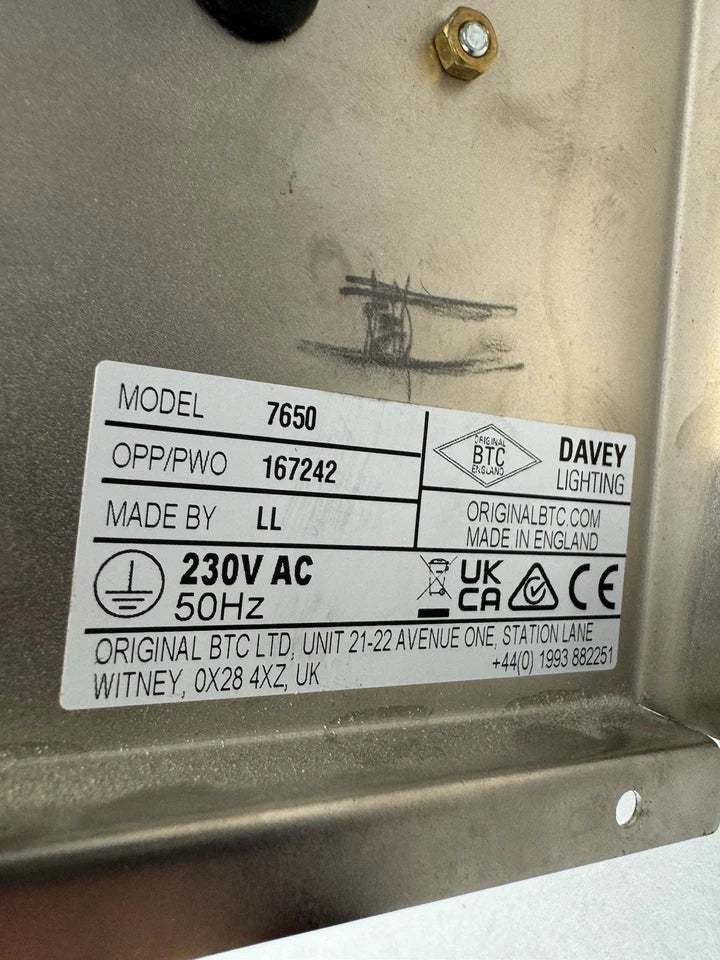 MODEL 7650
OPP/PWO 167242
MADE BY LL
ORIGINAL
BTC
ENGLAND
DAVEY
LIGHTING
ORIGINALBTC.COM
MADE IN ENGLAND
230V AC
50Hz
UK
CA
CE
ORIGINAL BTC LTD, UNIT 21-22 AVENUE ONE, STATION LANE
WITNEY, 0X28 4XZ, UK
+44(0) 1993 882251